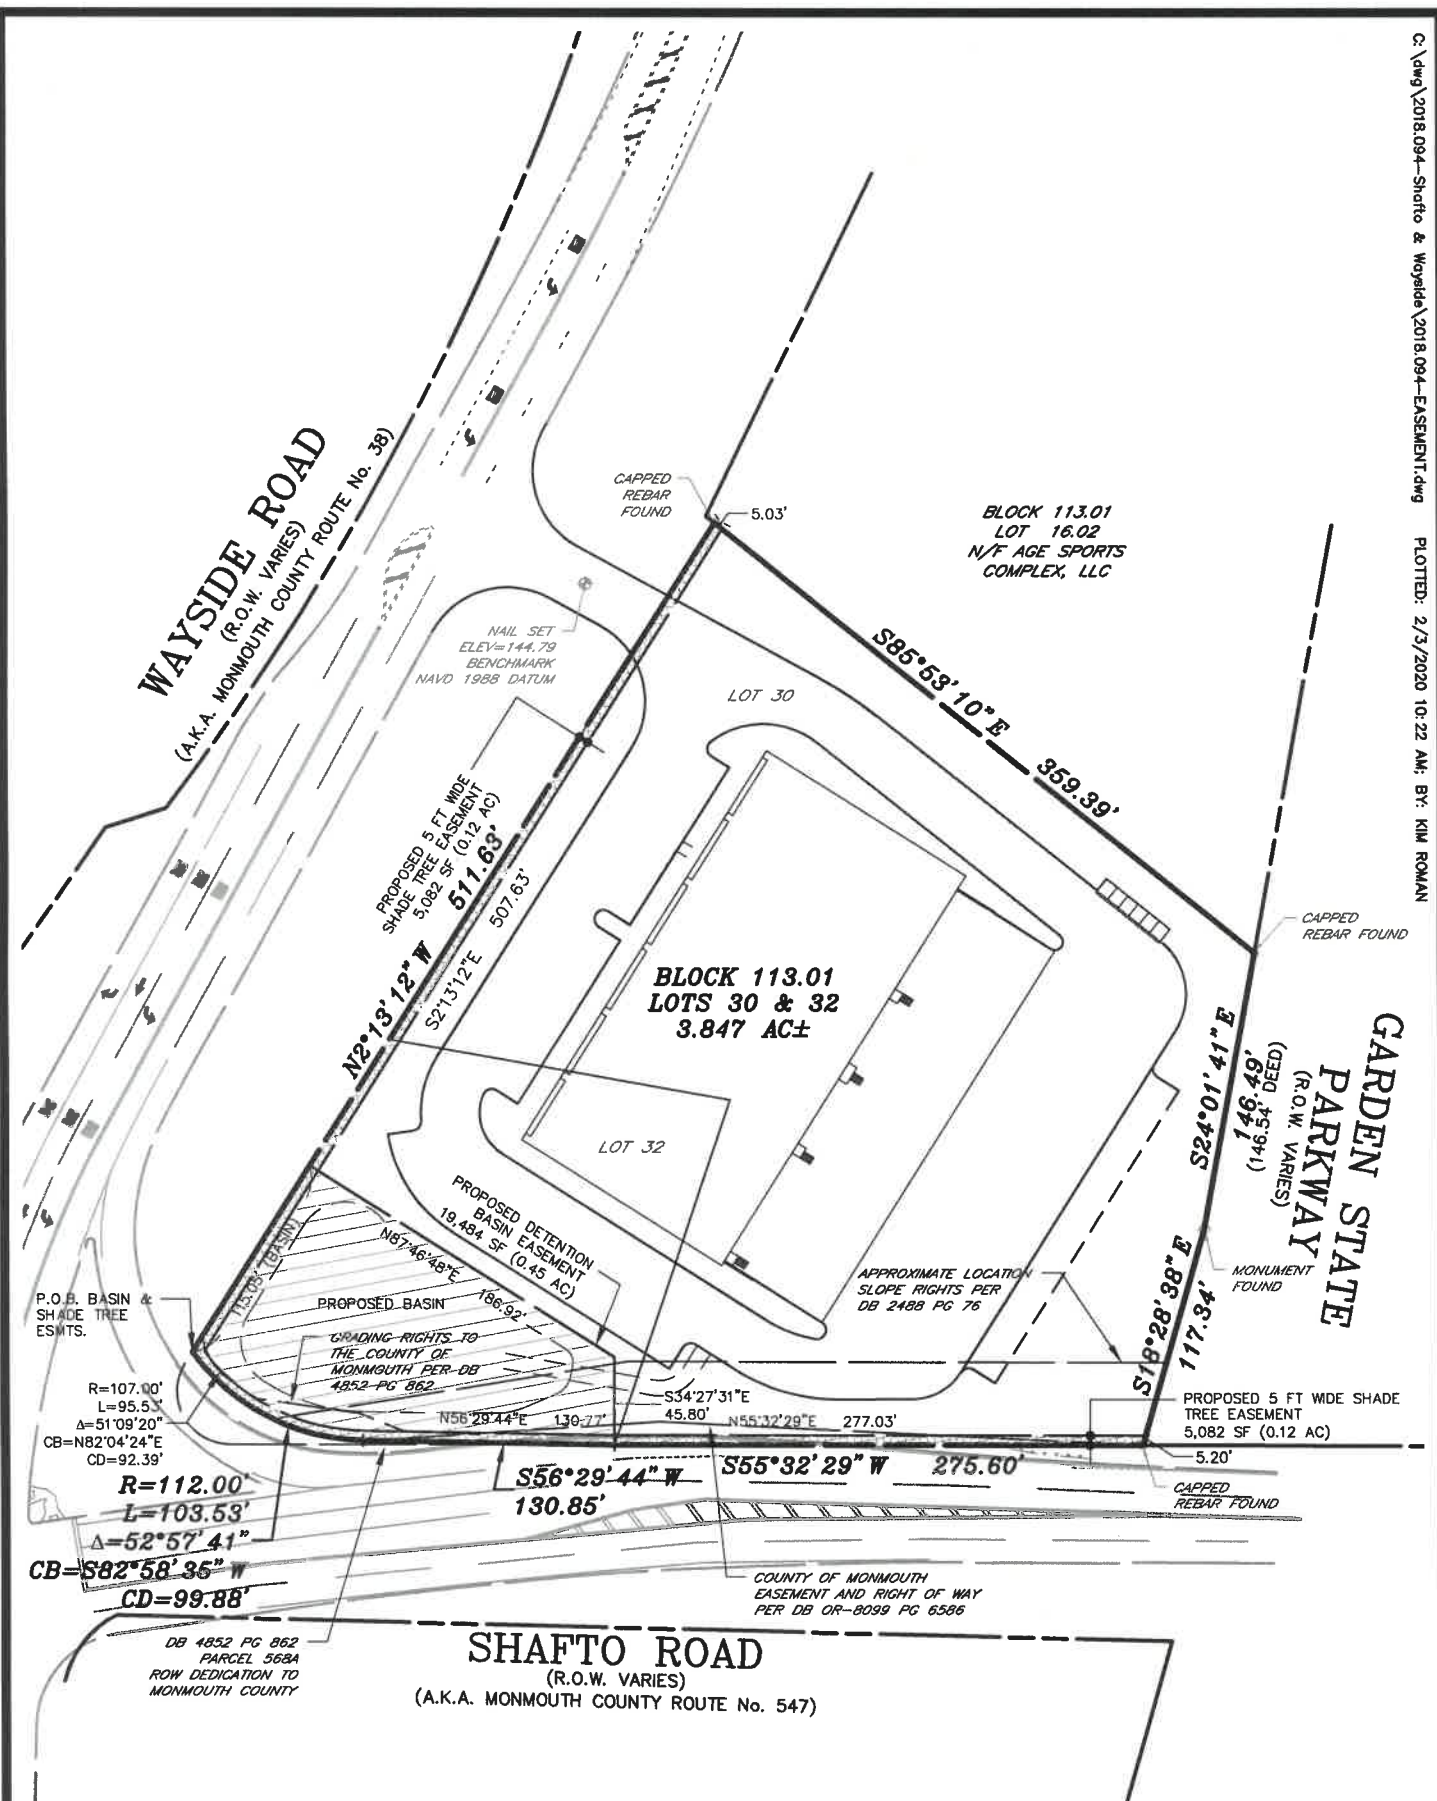 C:\dwg\2018.094—Shafto & Wayside\2018.094—EASEMENT.dwg    PLOTTED: 2/3/2020 10:22 AM; BY: KIM ROMAN
WAYSIDE ROAD
(R.O.W. VARIES)
(A.K.A. MONMOUTH COUNTY ROUTE No. 38)
CAPPED
REBAR
FOUND
5.03'
BLOCK 113.01
LOT 16.02
N/F AGE SPORTS
COMPLEX, LLC
NAIL SET
ELEV=144.79
BENCHMARK
NAVD 1988 DATUM
S85°53'10"E 359.39'
LOT 30
PROPOSED 5 FT WIDE
SHADE TREE EASEMENT
5,082 SF (0.12 AC)
N2°13'12"W 511.63'
S2°13'12"E 507.63'
CAPPED
REBAR FOUND
BLOCK 113.01
LOTS 30 & 32
3.847 AC±
GARDEN STATE
PARKWAY
(R.O.W. VARIES)
S24°01'41"E
146.49'
(146.54' DEED)
LOT 32
PROPOSED DETENTION
BASIN EASEMENT
19,484 SF (0.45 AC)
N87°46'48"E 186.92'
115.05' (BASIN)
MONUMENT
FOUND
S18°28'38"E
117.34'
APPROXIMATE LOCATION
SLOPE RIGHTS PER
DB 2488 PG 76
P.O.B. BASIN &
SHADE TREE
ESMTS.
PROPOSED BASIN
GRADING RIGHTS TO
THE COUNTY OF
MONMOUTH PER DB
4852 PG 862
R=107.00'
L=95.53'
Δ=51°09'20"
CB=N82°04'24"E
CD=92.39'
N56°29'44"E 130.77'
S34°27'31"E
45.80'
N55°32'29"E 277.03'
PROPOSED 5 FT WIDE SHADE
TREE EASEMENT
5,082 SF (0.12 AC)
5.20'
R=112.00'
L=103.53'
Δ=52°57'41"
CB=S82°58'35"W
CD=99.88'
S56°29'44"W
130.85'
S55°32'29"W 275.60'
CAPPED
REBAR FOUND
COUNTY OF MONMOUTH
EASEMENT AND RIGHT OF WAY
PER DB OR—8099 PG 6586
DB 4852 PG 862
PARCEL 568A
ROW DEDICATION TO
MONMOUTH COUNTY
SHAFTO ROAD
(R.O.W. VARIES)
(A.K.A. MONMOUTH COUNTY ROUTE No. 547)